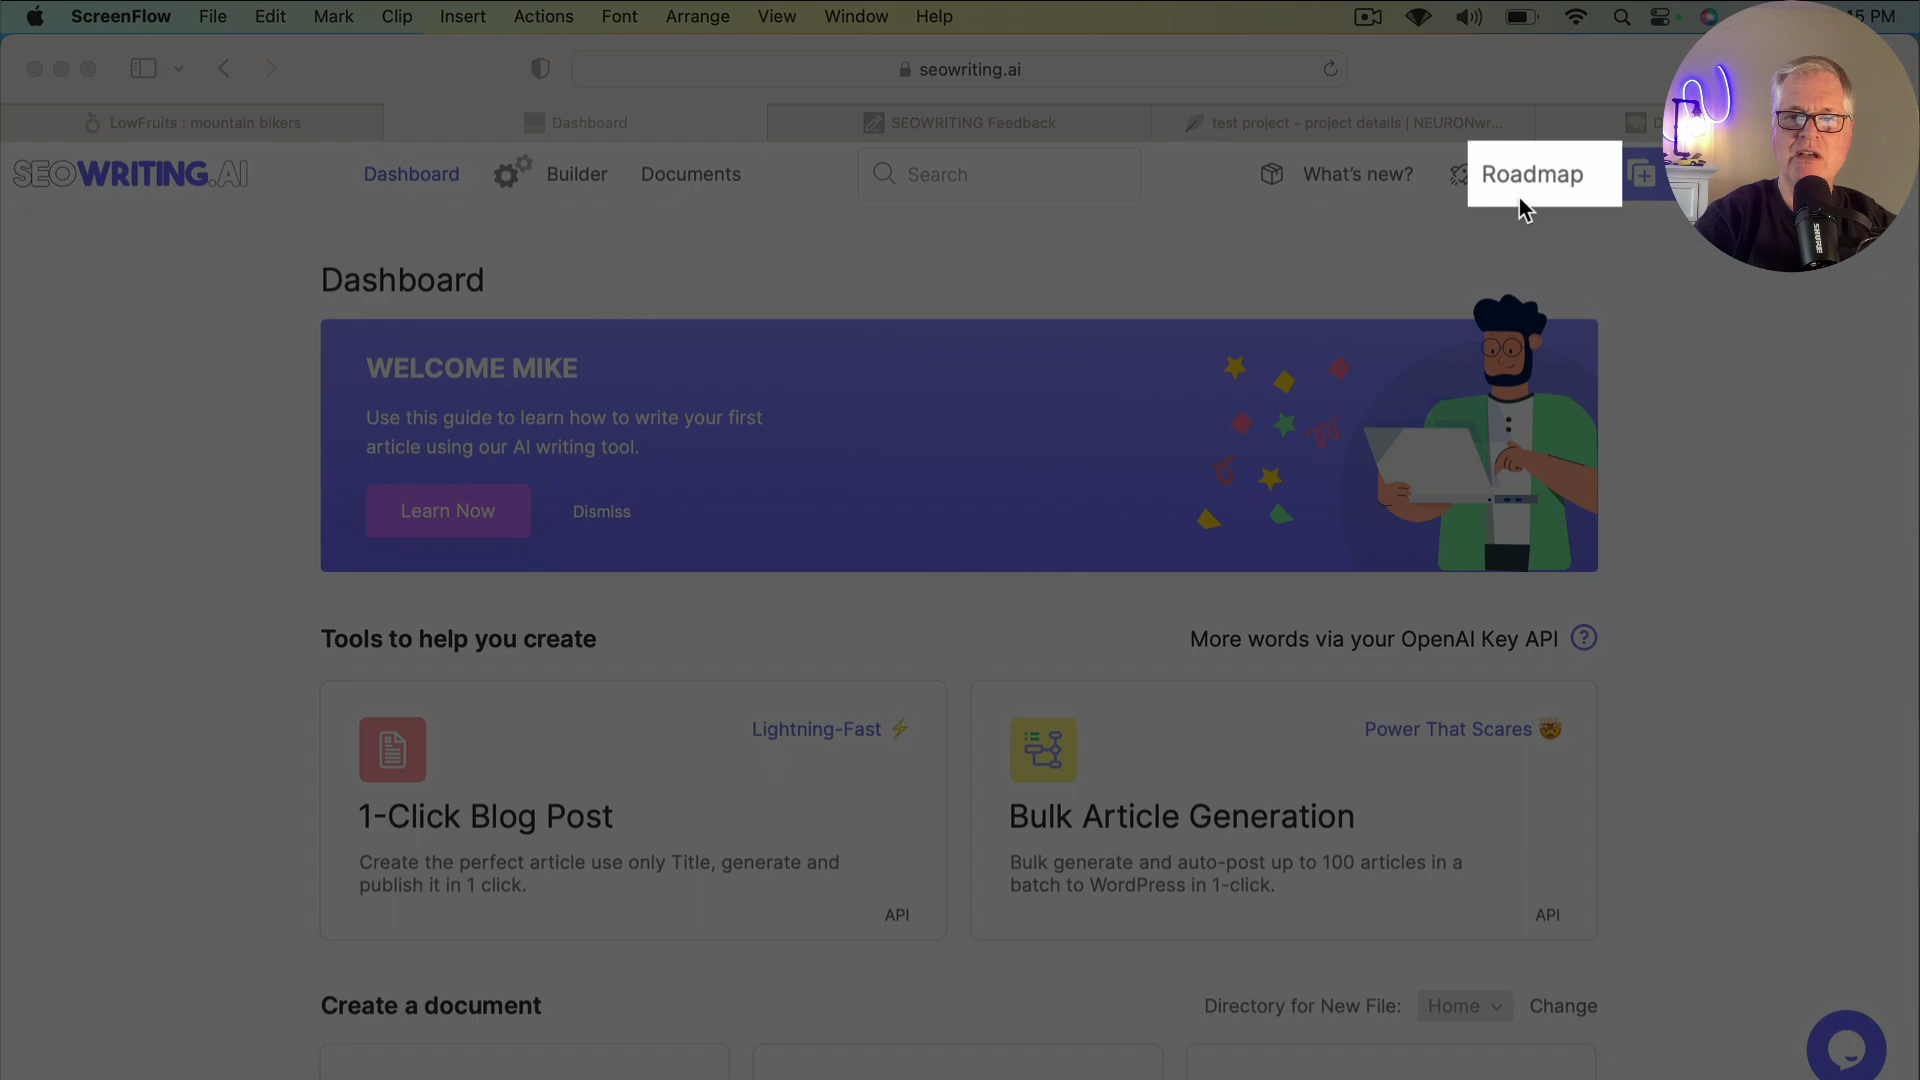 ScreenFlow File Edit Mark Clip Insert Actions Font Arrange View Window Help
15 PM
seowriting.ai
LowFruits : mountain bikers
Dashboard
SEOWRITING Feedback
test project - project details | NEURONwr...
SEOWRITING.AI
Dashboard
Builder
Documents
Search
What's new?
Roadmap
Dashboard
WELCOME MIKE
Use this guide to learn how to write your first
article using our AI writing tool.
Learn Now
Dismiss
Tools to help you create
More words via your OpenAI Key API ?
Lightning-Fast ⚡
1-Click Blog Post
Create the perfect article use only Title, generate and
publish it in 1 click.
API
Power That Scares 🤯
Bulk Article Generation
Bulk generate and auto-post up to 100 articles in a
batch to WordPress in 1-click.
API
Create a document
Directory for New File: Home Change
SHURE